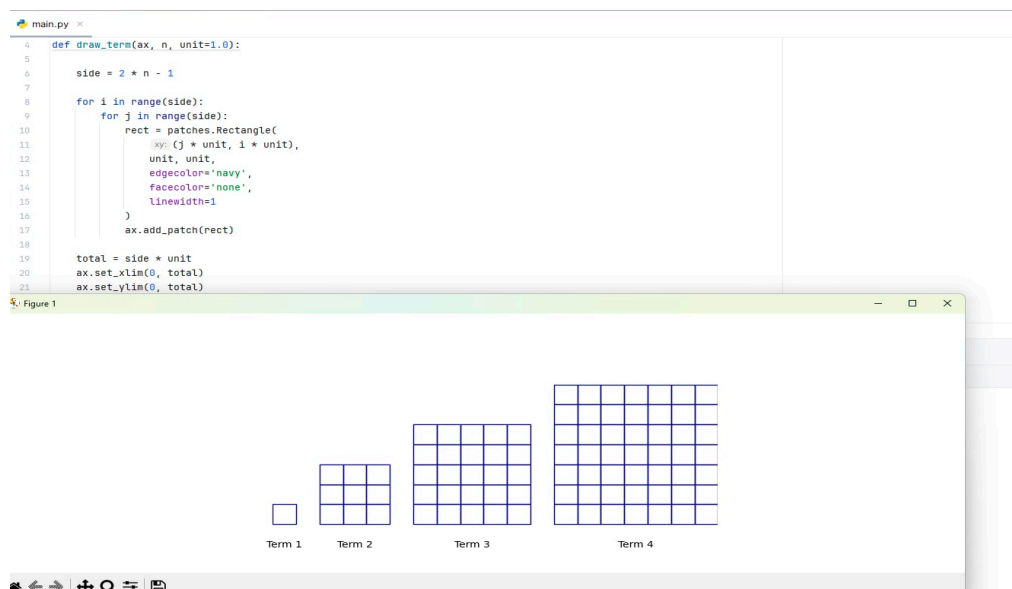 main.py ×
4 def draw_term(ax, n, unit=1.0):
5
6 side = 2 * n - 1
7
8 for i in range(side):
9 for j in range(side):
10 rect = patches.Rectangle(
11 xy: (j * unit, i * unit),
12 unit, unit,
13 edgecolor='navy',
14 facecolor='none',
15 linewidth=1
16 )
17 ax.add_patch(rect)
18
19 total = side * unit
20 ax.set_xlim(0, total)
21 ax.set_ylim(0, total)
Figure 1
Term 1 Term 2 Term 3 Term 4